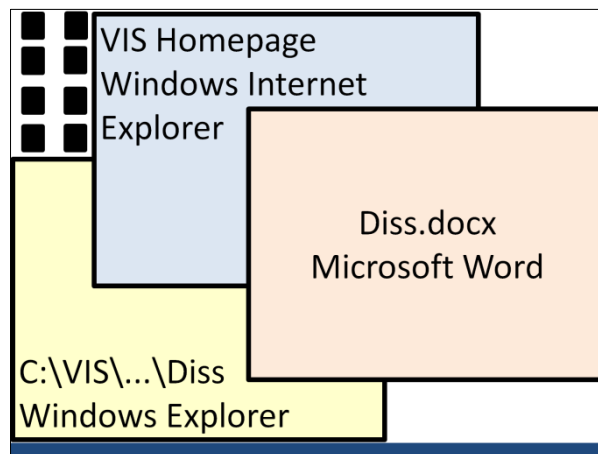 VIS Homepage
Windows Internet
Explorer
Diss.docx
Microsoft Word
C:\VIS\...\Diss
Windows Explorer